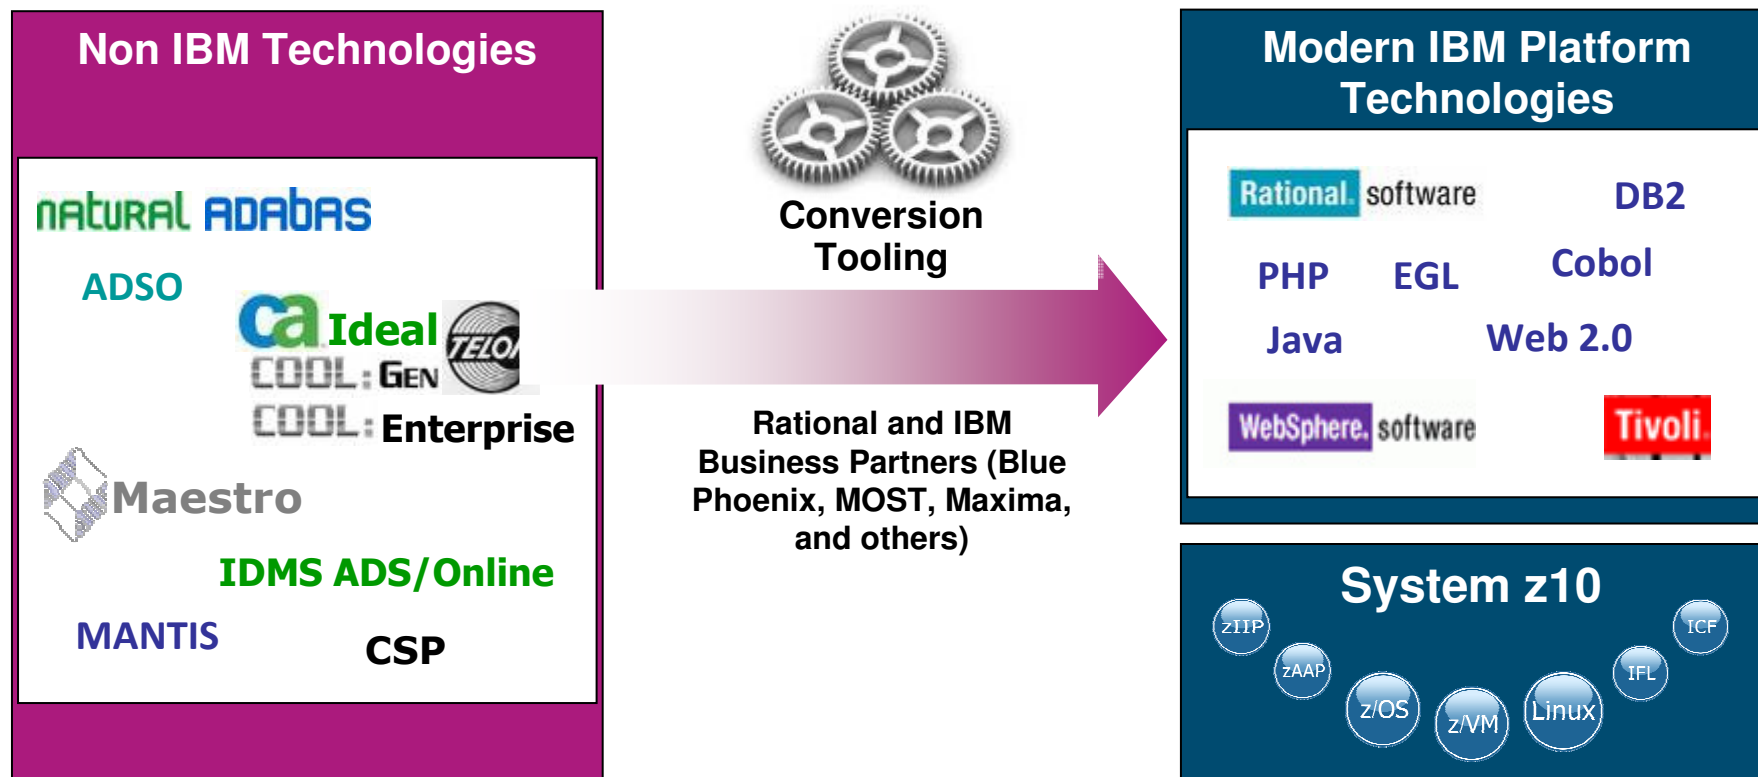 Non IBM Technologies
natural ADABAS
ADSO
ca Ideal
COOL:GEN
COOL: Enterprise
Maestro
IDMS ADS/Online
MANTIS
CSP
Conversion
Tooling
Rational and IBM
Business Partners (Blue
Phoenix, MOST, Maxima,
and others)
Modern IBM Platform
Technologies
Rational. software
DB2
PHP
EGL
Cobol
Java
Web 2.0
WebSphere. software
Tivoli.
System z10
zIIP
zAAP
z/OS
z/VM
Linux
IFL
ICF